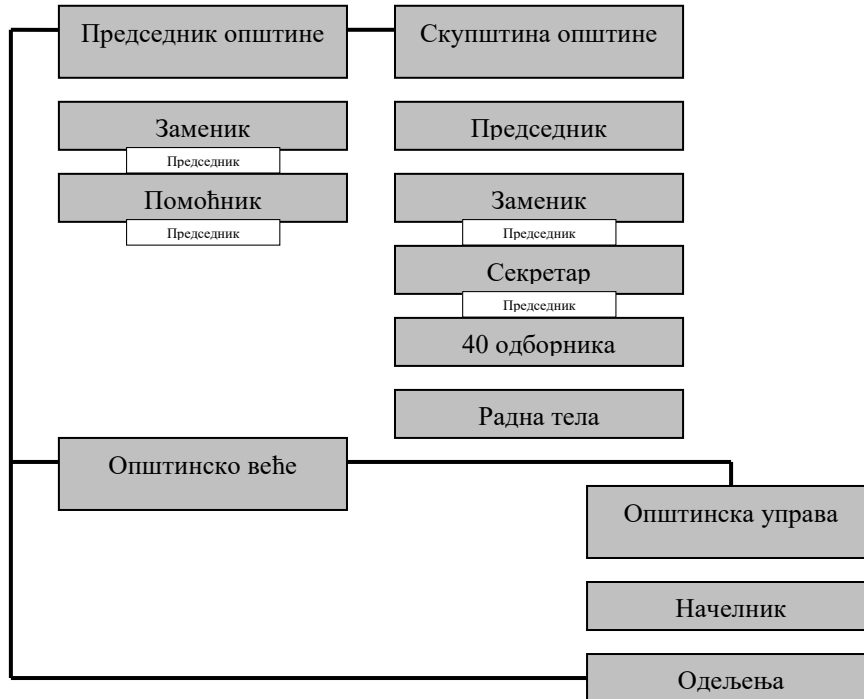 Председник општине
Скупштина општине
Заменик
Председник
Председник
Помоћник
Председник
Заменик
Председник
Секретар
Председник
40 одборника
Радна тела
Општинско веће
Општинска управа
Начелник
Одељења